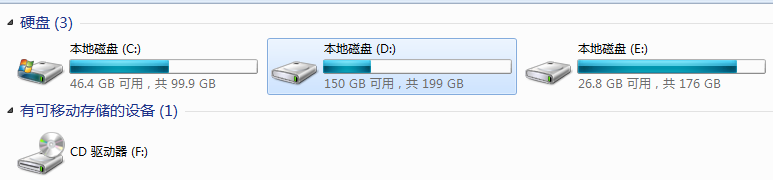 硬盘 (3)
本地磁盘 (C:)
46.4 GB 可用，共 99.9 GB
本地磁盘 (D:)
150 GB 可用，共 199 GB
本地磁盘 (E:)
26.8 GB 可用，共 176 GB
有可移动存储的设备 (1)
CD 驱动器 (F:)